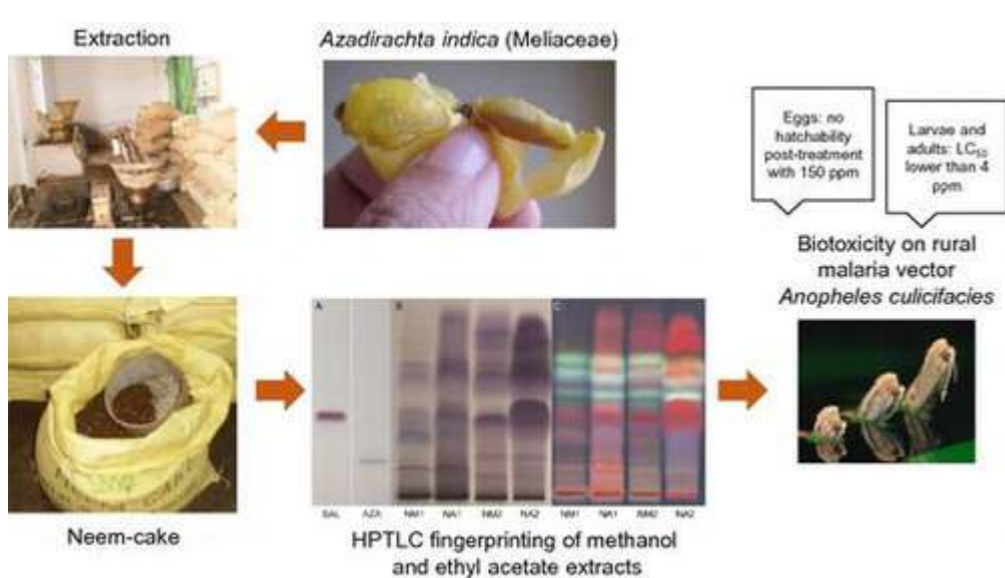 Extraction
Azadirachta indica (Meliaceae)
Eggs: no
hatchability
post-treatment
with 150 ppm
Larvae and
adults: LC50
lower than 4
ppm
Biotoxicity on rural
malaria vector
Anopheles culicifacies
Neem-cake
A
B
C
SAL AZA NM1 NA1 NM2 NA2 NM1 NA1 NM2 NA2
HPTLC fingerprinting of methanol
and ethyl acetate extracts